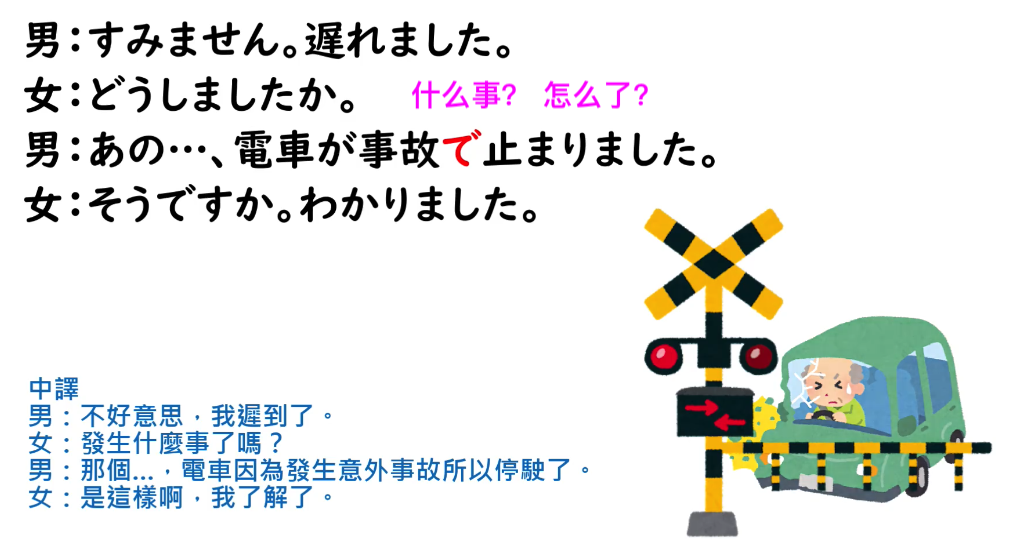 男：すみません。遅れました。
女：どうしましたか。 什么事? 怎么了?
男：あの…、電車が事故で止まりました。
女：そうですか。わかりました。
中譯
男：不好意思，我遲到了。
女：發生什麼事了嗎？
男：那個...，電車因為發生意外事故所以停駛了。
女：是這樣啊，我了解了。